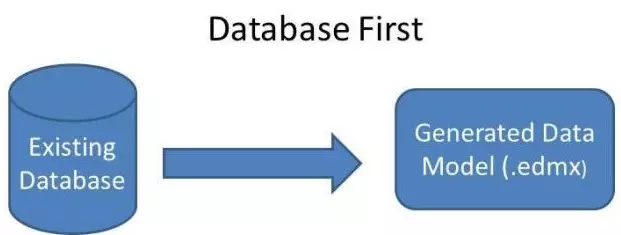 Database First
Existing
Database
Generated Data
Model (.edmx)